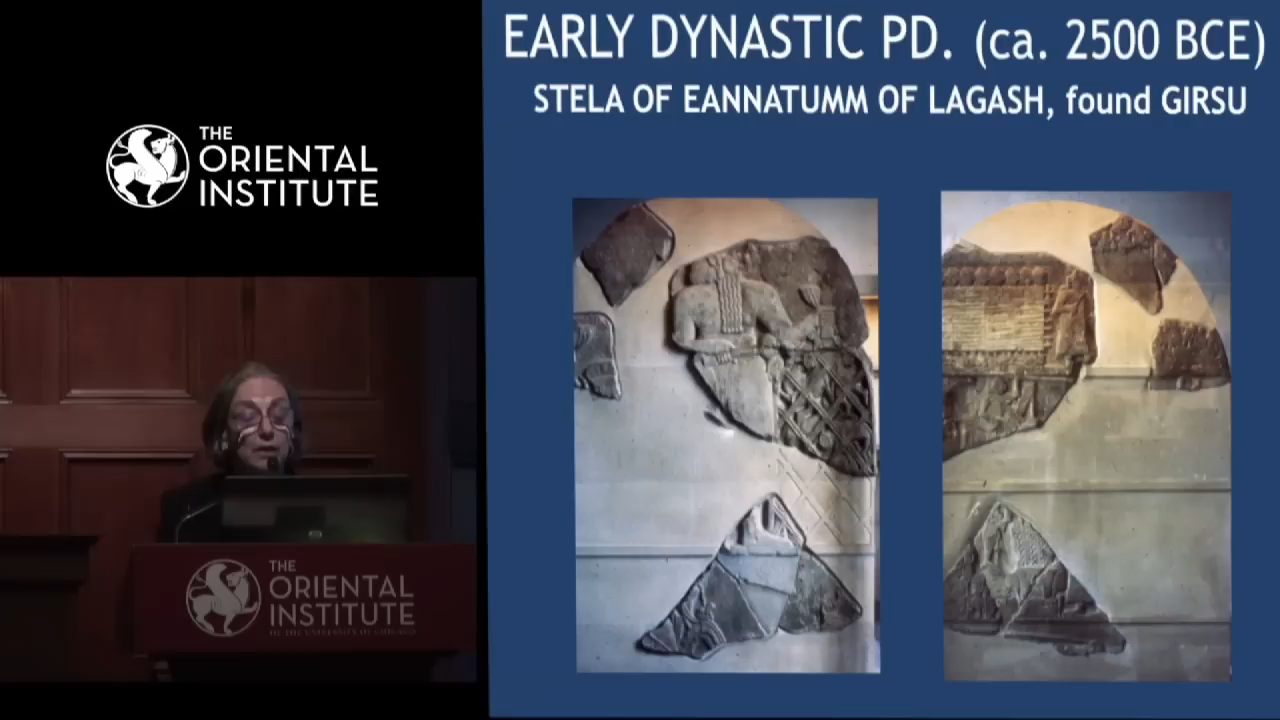 THE
ORIENTAL
INSTITUTE
EARLY DYNASTIC PD. (ca. 2500 BCE)
STELA OF EANNATUMM OF LAGASH, found GIRSU
THE
ORIENTAL
INSTITUTE